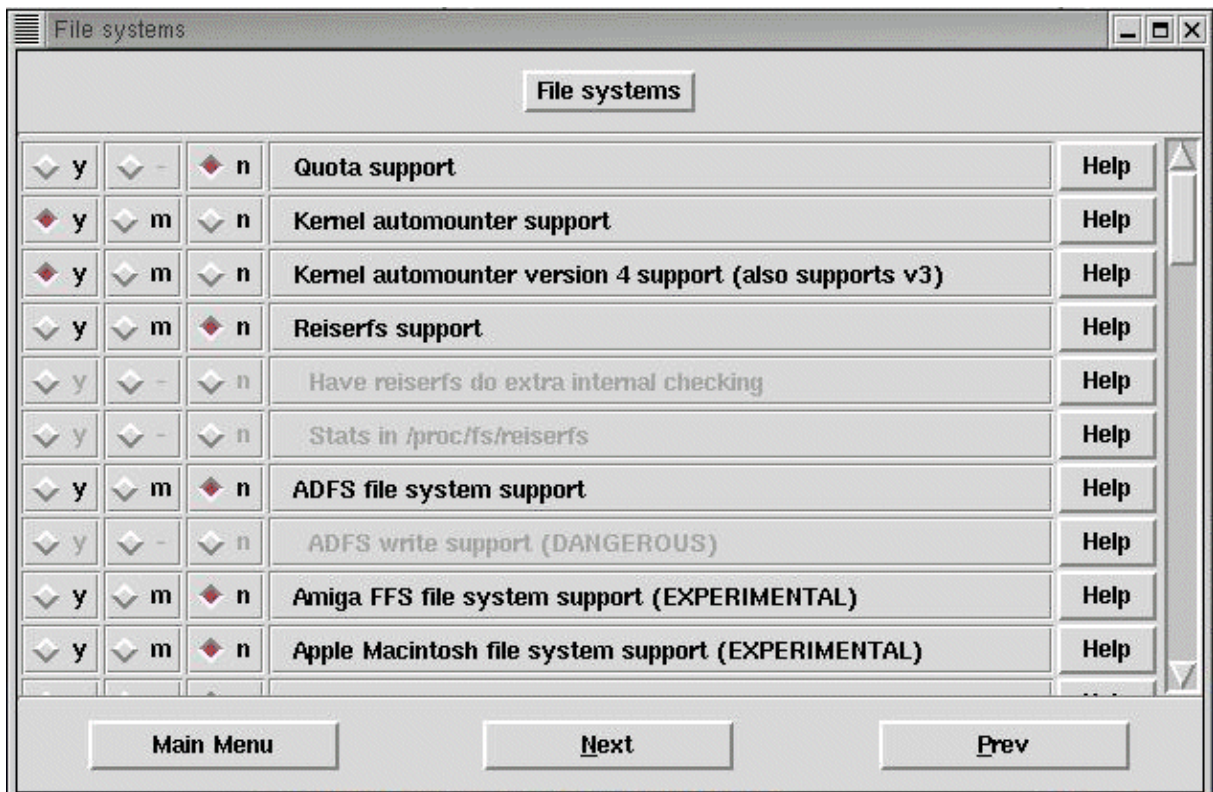 File systems
File systems
y - n Quota support Help
y m n Kernel automounter support Help
y m n Kernel automounter version 4 support (also supports v3) Help
y m n Reiserfs support Help
y - n Have reiserfs do extra internal checking Help
y - n Stats in /proc/fs/reiserfs Help
y m n ADFS file system support Help
y - n ADFS write support (DANGEROUS) Help
y m n Amiga FFS file system support (EXPERIMENTAL) Help
y m n Apple Macintosh file system support (EXPERIMENTAL) Help
Main Menu Next Prev